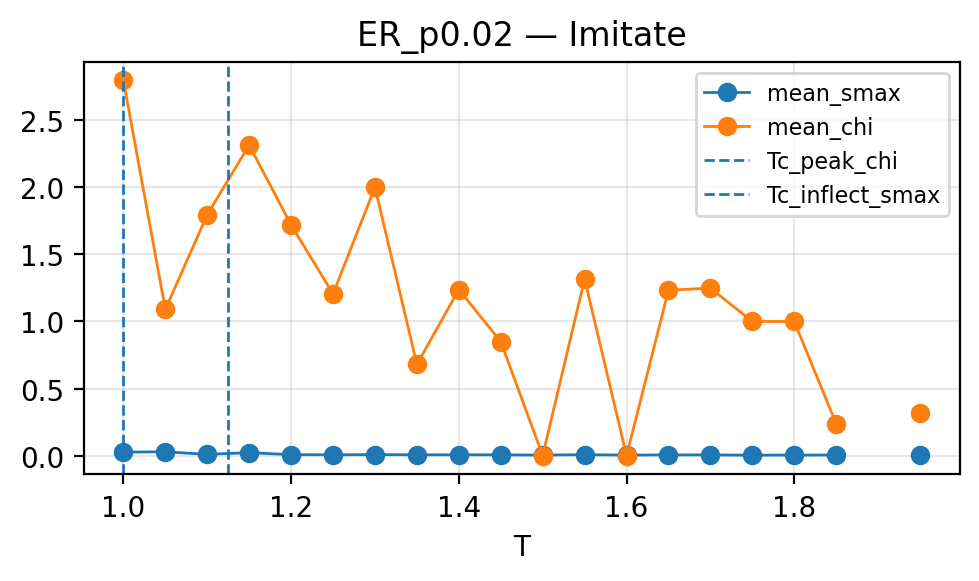 ER_p0.02 — Imitate
mean_smax
mean_chi
Tc_peak_chi
Tc_inflect_smax
2.5
2.0
1.5
1.0
0.5
0.0
1.0 1.2 1.4 1.6 1.8
T